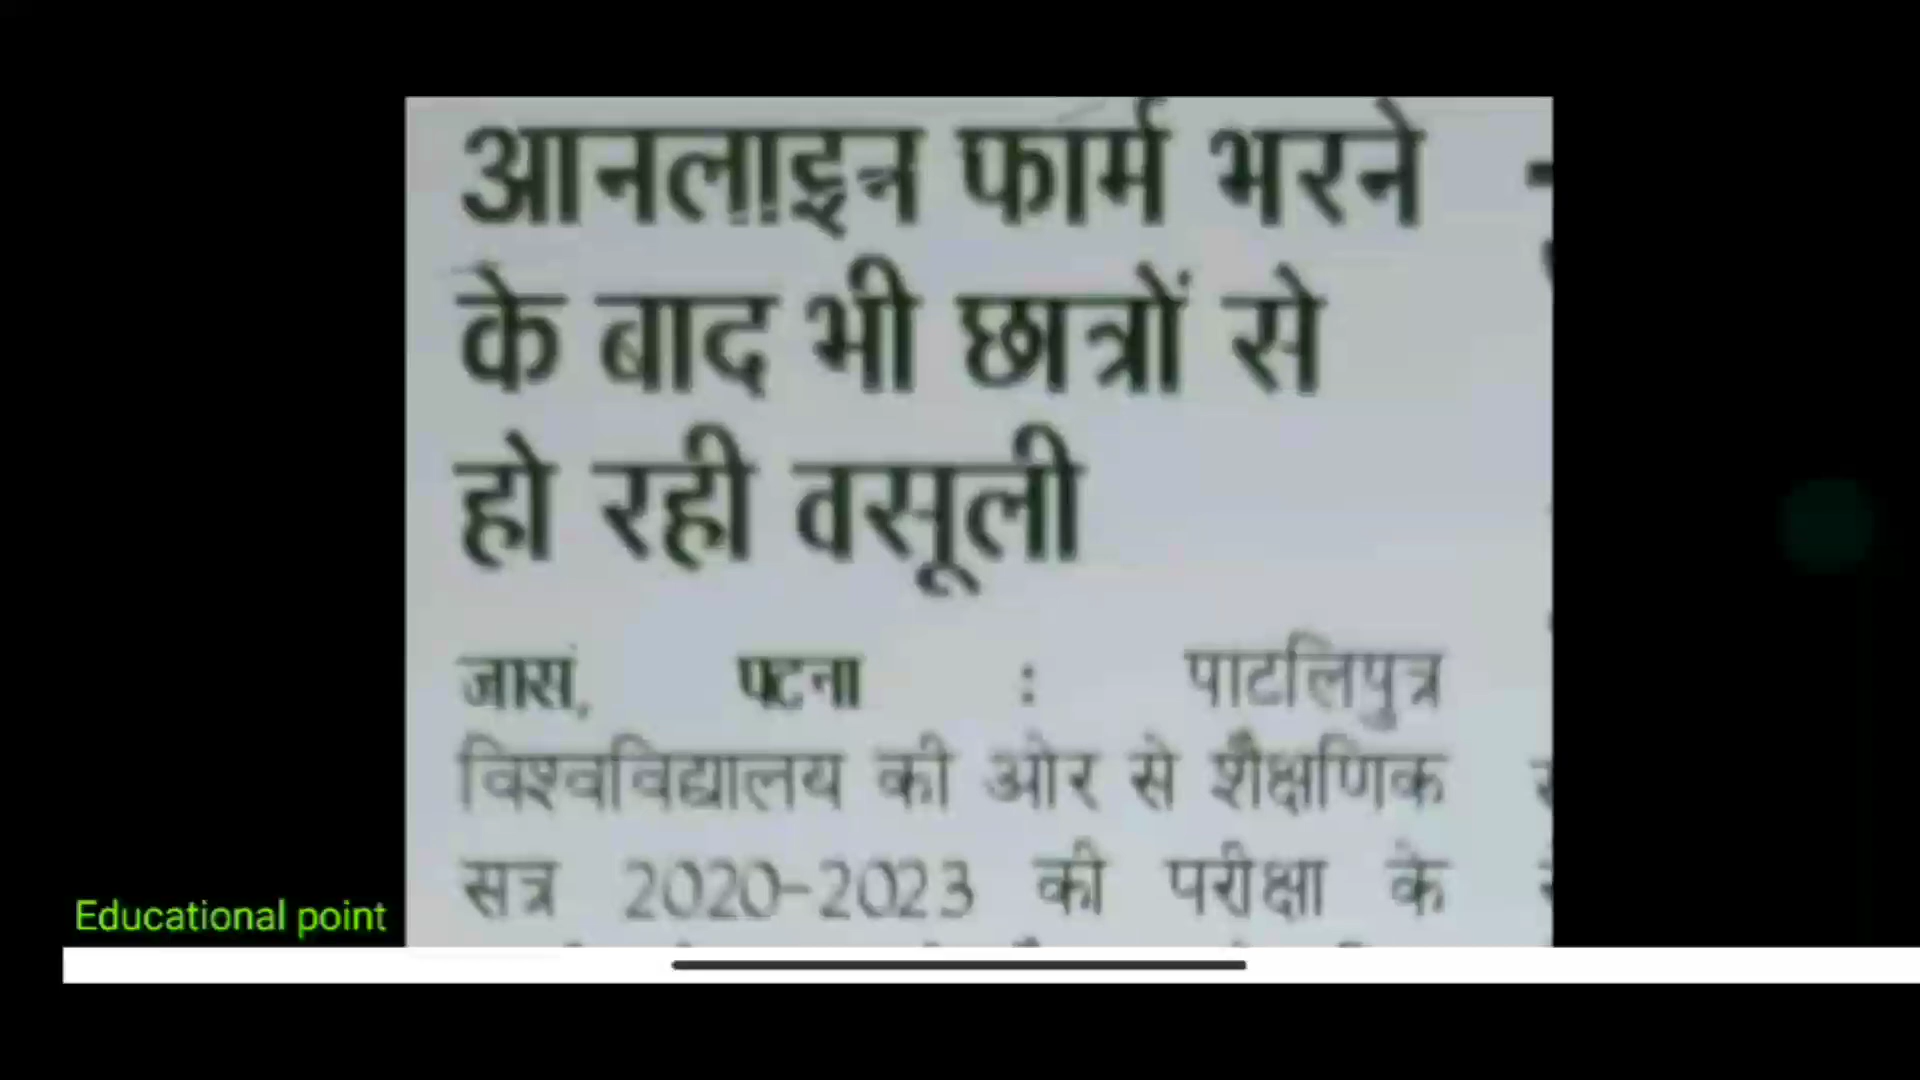 आनलाइन फार्म भरने
के बाद भी छात्रों से
हो रही वसूली
जासं, पटना : पाटलिपुत्र
विश्वविद्यालय की ओर से शैक्षणिक
सत्र 2020-2023 की परीक्षा के
Educational point